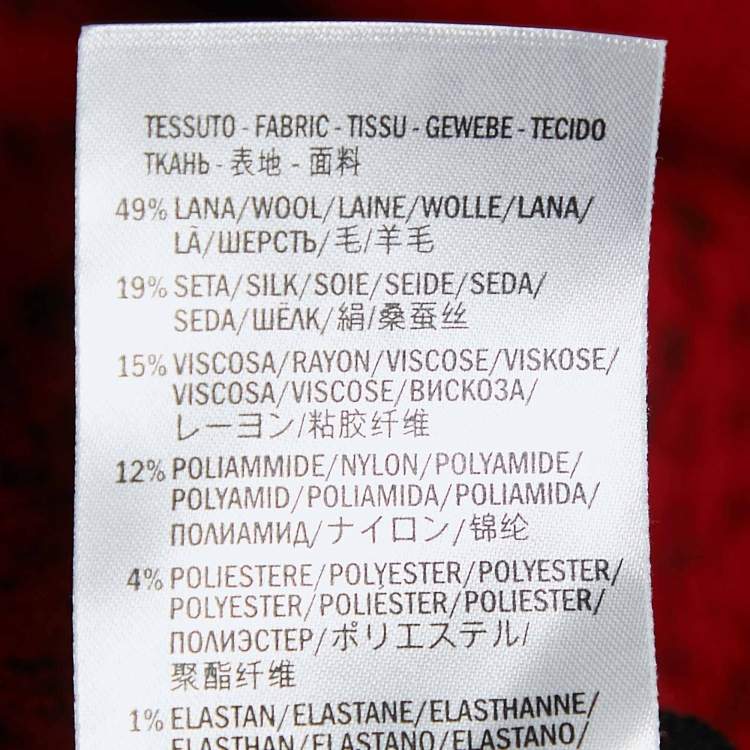 TESSUTO - FABRIC - TISSU - GEWEBE - TECIDO
ТКАНЬ - 表地 - 面料
49% LANA/WOOL/LAINE/WOLLE/LANA/
LÃ/ШЕРСТЬ/毛/羊毛
19% SETA/SILK/SOIE/SEIDE/SEDA/
SEDA/ШЁЛК/絹/桑蚕丝
15% VISCOSA/RAYON/VISCOSE/VISKOSE/
VISCOSA/VISCOSE/ВИСКОЗА/
レーヨン/粘胶纤维
12% POLIAMMIDE/NYLON/POLYAMIDE/
POLYAMID/POLIAMIDA/POLIAMIDA/
ПОЛИАМИД/ナイロン/锦纶
4% POLIESTERE/POLYESTER/POLYESTER/
POLYESTER/POLIÉSTER/POLIESTER/
ПОЛИЭСТЕР/ポリエステル/
聚酯纤维
1% ELASTAN/ELASTANE/ELASTHANNE/
ELASTHAN/ELASTANO/ELASTANO/